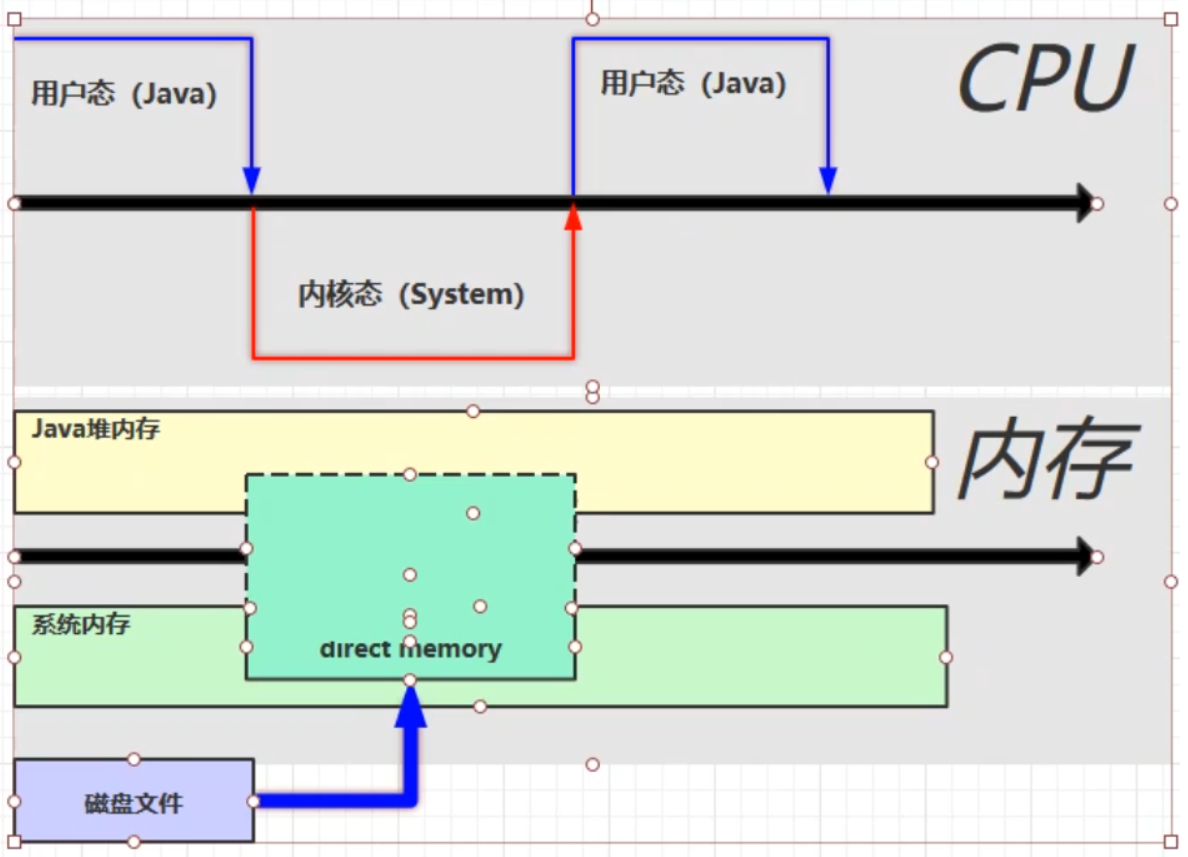 用户态（Java）
用户态（Java）
CPU
内核态（System）
Java堆内存
内存
系统内存
direct memory
磁盘文件